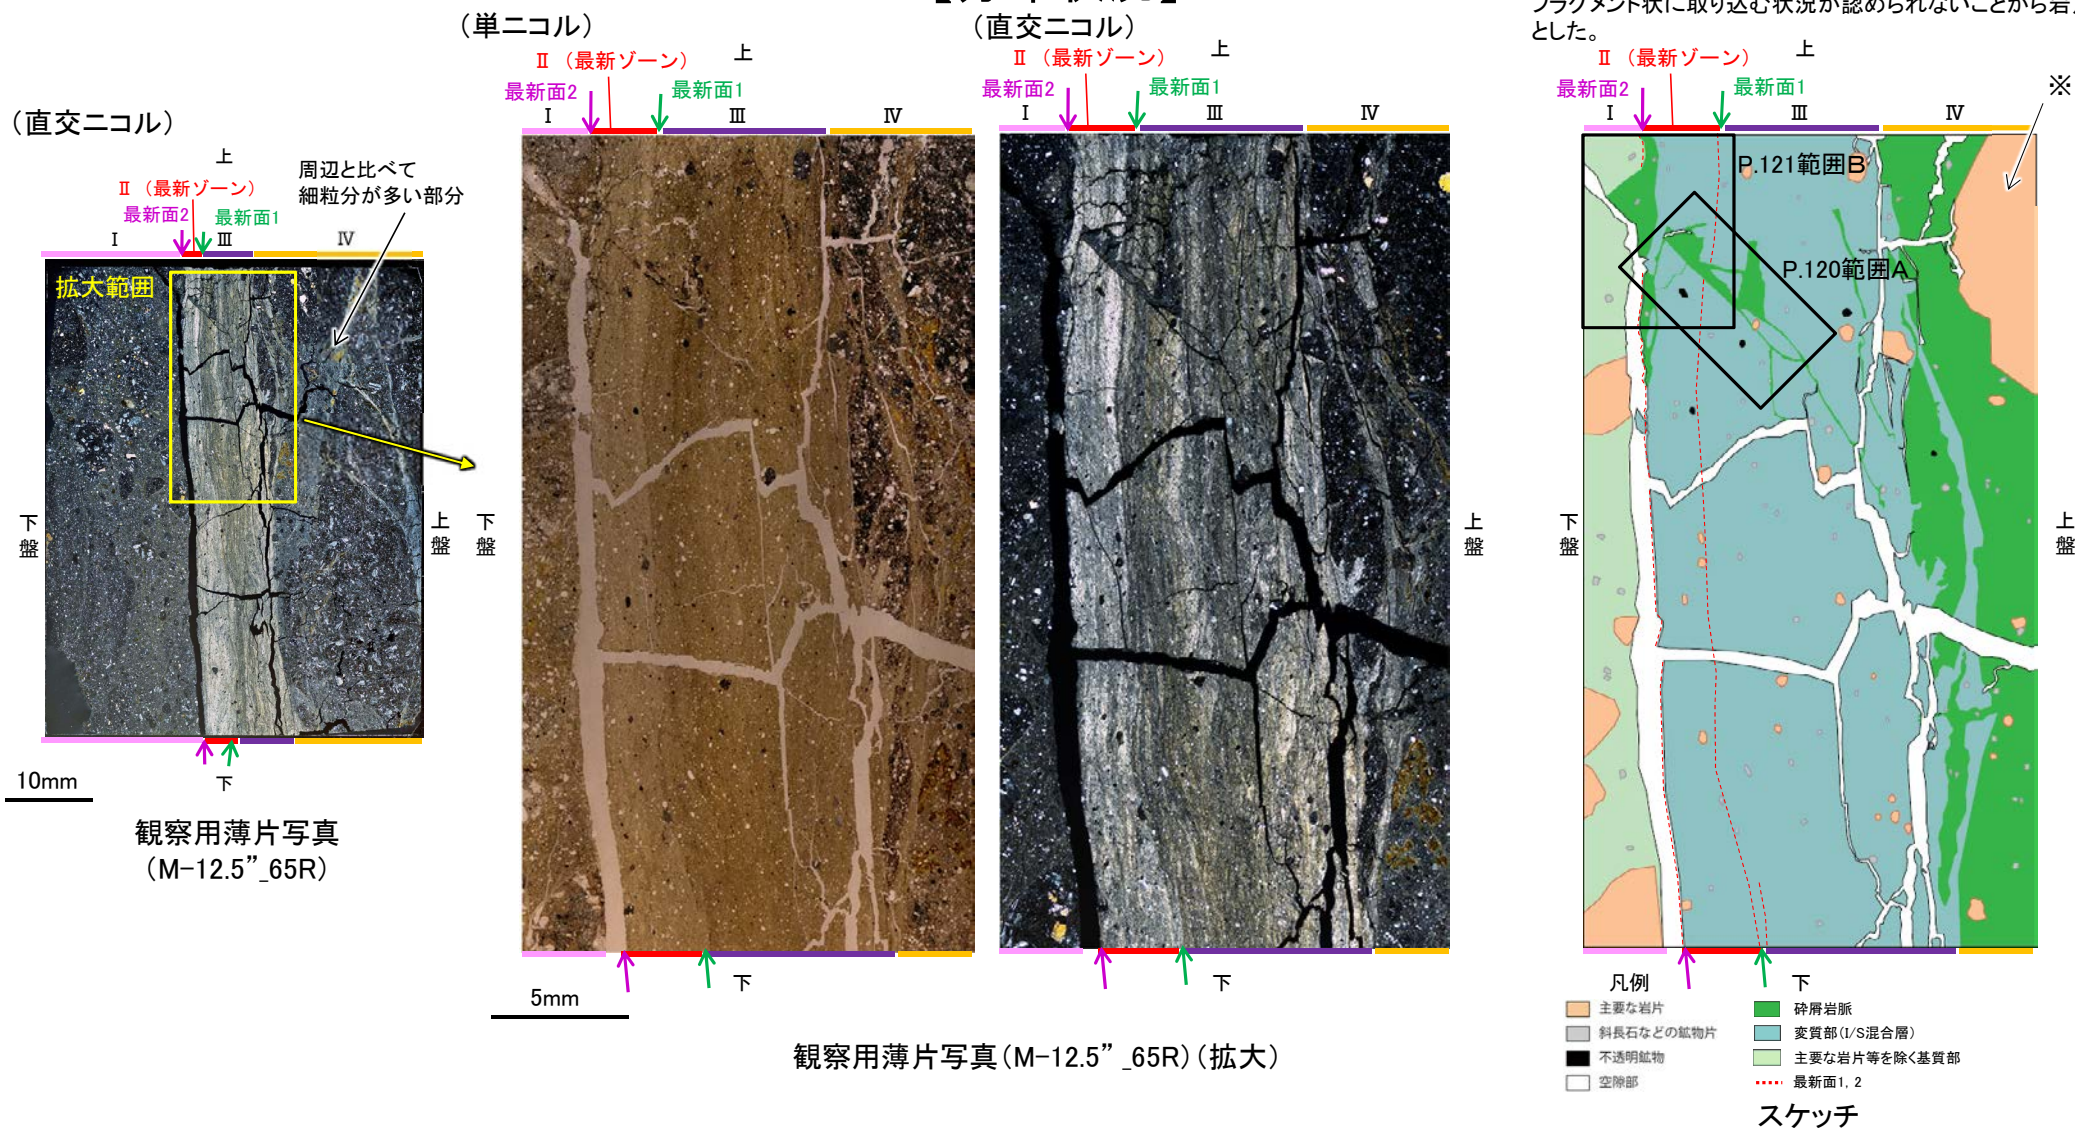 フラグメント状に取り込む状況が認められないことから岩
とした。
（直交ニコル）
上
Ⅱ（最新ゾーン）
最新面2
最新面1
Ⅰ
Ⅲ
Ⅳ
周辺と比べて
細粒分が多い部分
拡大範囲
下盤
上盤
下
10mm
観察用薄片写真
（M-12.5”_65R）
（単ニコル）
Ⅱ（最新ゾーン）
上
最新面2
最新面1
Ⅰ
Ⅲ
Ⅳ
下盤
下
5mm
（直交ニコル）
Ⅱ（最新ゾーン）
上
最新面2
最新面1
Ⅰ
Ⅲ
Ⅳ
上盤
下
観察用薄片写真（M-12.5”_65R）（拡大）
Ⅱ（最新ゾーン）
上
最新面2
最新面1
※
Ⅰ
Ⅲ
Ⅳ
P.121範囲B
P.120範囲A
下盤
上盤
下
凡例
主要な岩片
斜長石などの鉱物片
不透明鉱物
空隙部
砕屑岩脈
変質部(I/S混合層)
主要な岩片等を除く基質部
最新面1, 2
スケッチ